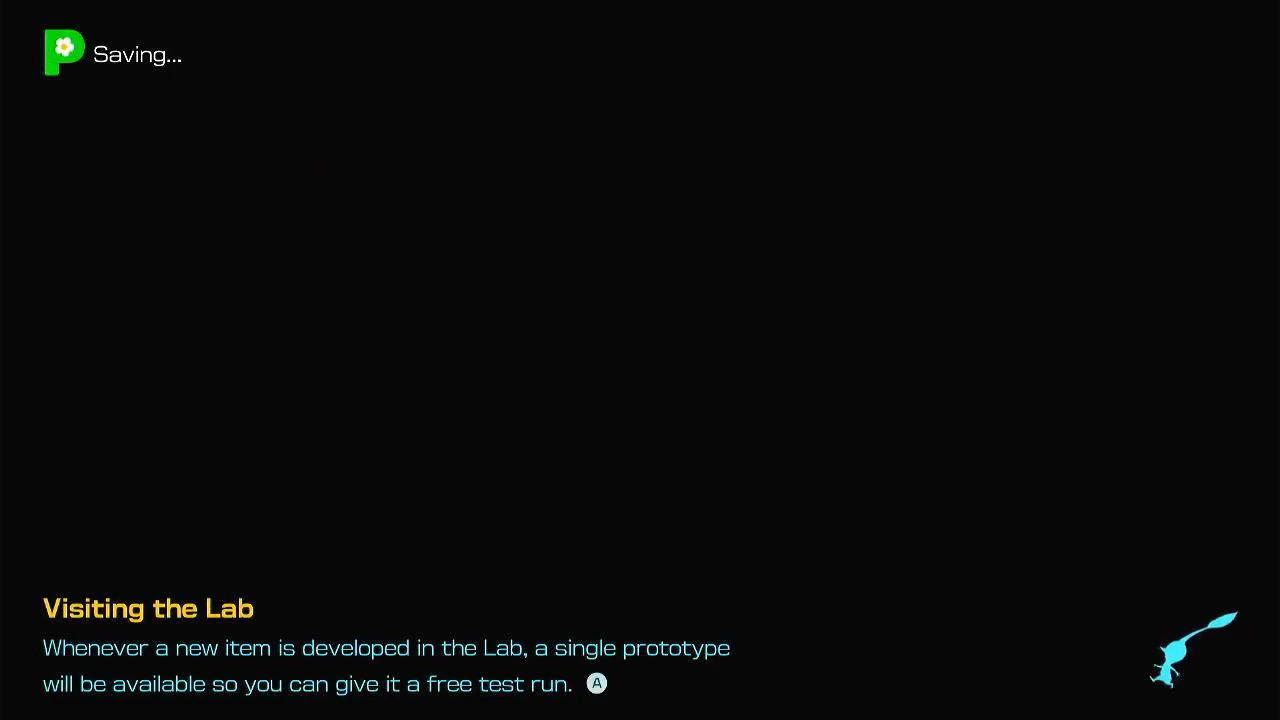 P Saving...
Visiting the Lab
Whenever a new item is developed in the Lab, a single prototype
will be available so you can give it a free test run. A